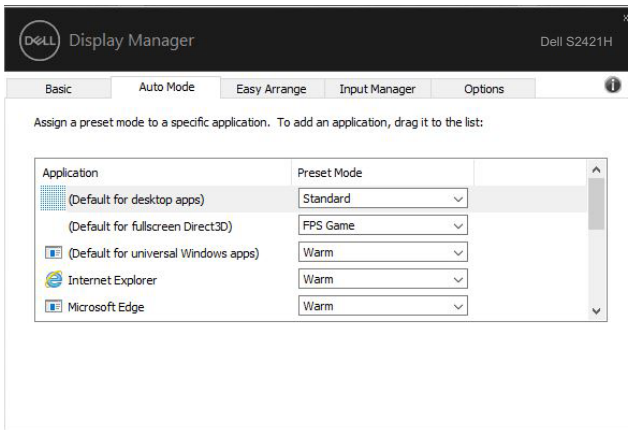 DELL Display Manager
Dell S2421H
x
Basic Auto Mode Easy Arrange Input Manager Options
Assign a preset mode to a specific application. To add an application, drag it to the list:
Application Preset Mode
(Default for desktop apps) Standard
(Default for fullscreen Direct3D) FPS Game
(Default for universal Windows apps) Warm
Internet Explorer Warm
Microsoft Edge Warm